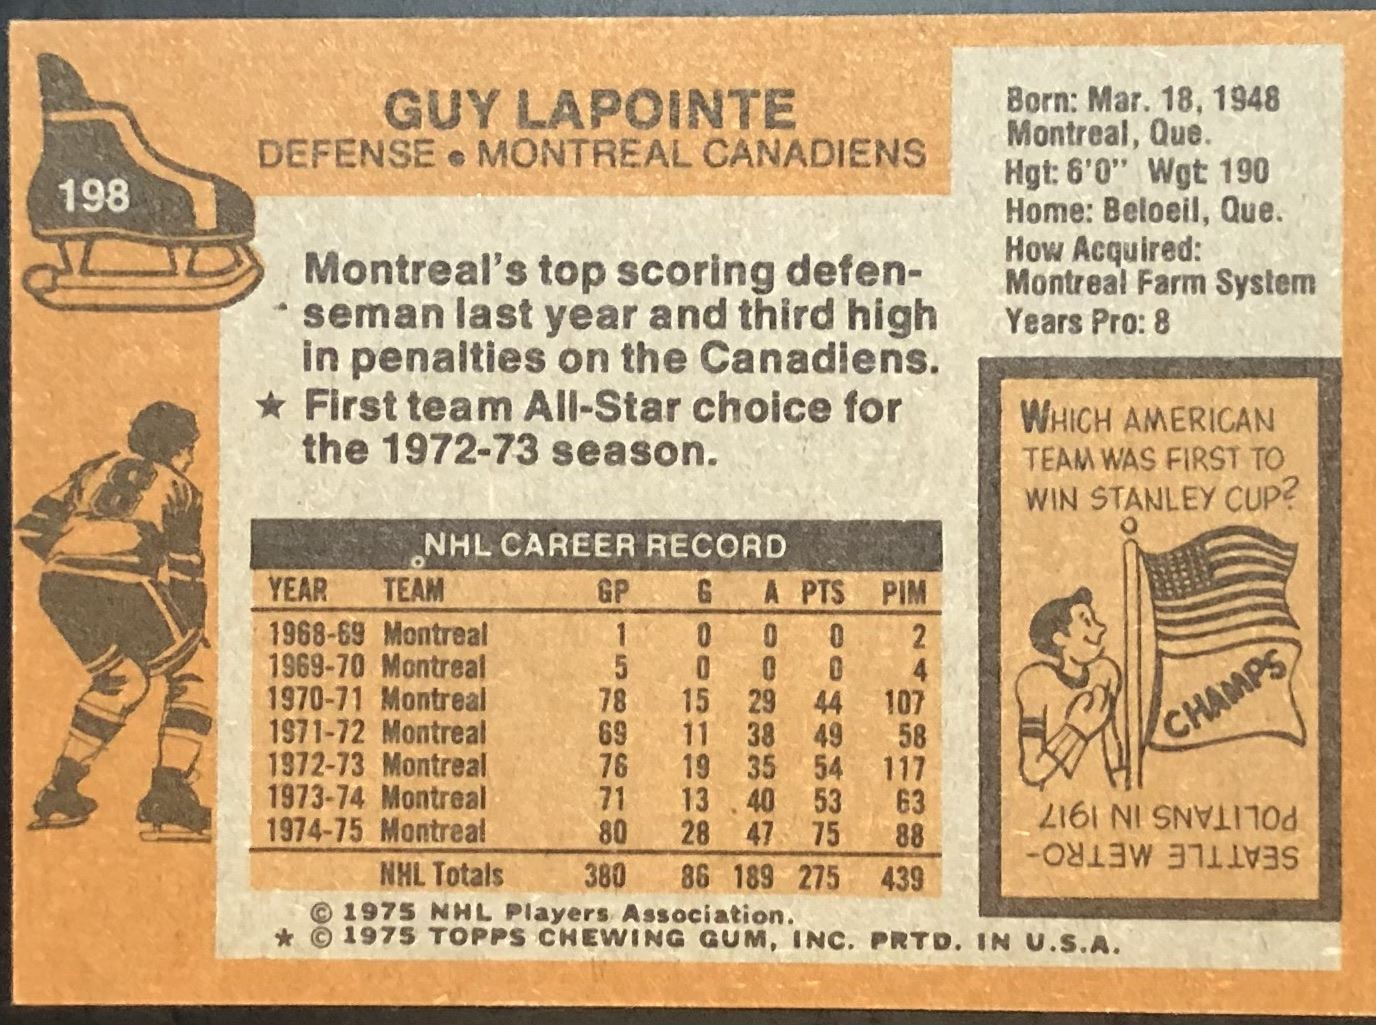 198
GUY LAPOINTE
DEFENSE • MONTREAL CANADIENS
Born: Mar. 18, 1948
Montreal, Que.
Hgt: 6'0" Wgt: 190
Home: Beloeil, Que.
How Acquired:
Montreal Farm System
Years Pro: 8
Montreal's top scoring defen-
seman last year and third high
in penalties on the Canadiens.
★ First team All-Star choice for
the 1972-73 season.
NHL CAREER RECORD
YEAR TEAM GP G A PTS PIM
1968-69 Montreal 1 0 0 0 2
1969-70 Montreal 5 0 0 0 4
1970-71 Montreal 78 15 29 44 107
1971-72 Montreal 69 11 38 49 58
1972-73 Montreal 76 19 35 54 117
1973-74 Montreal 71 13 40 53 63
1974-75 Montreal 80 28 47 75 88
NHL Totals 380 86 189 275 439
WHICH AMERICAN
TEAM WAS FIRST TO
WIN STANLEY CUP?
CHAMPS
SEATTLE METRO-
POLITANS IN 1917
© 1975 NHL Players Association.
★ © 1975 TOPPS CHEWING GUM, INC. PRTD. IN U.S.A.